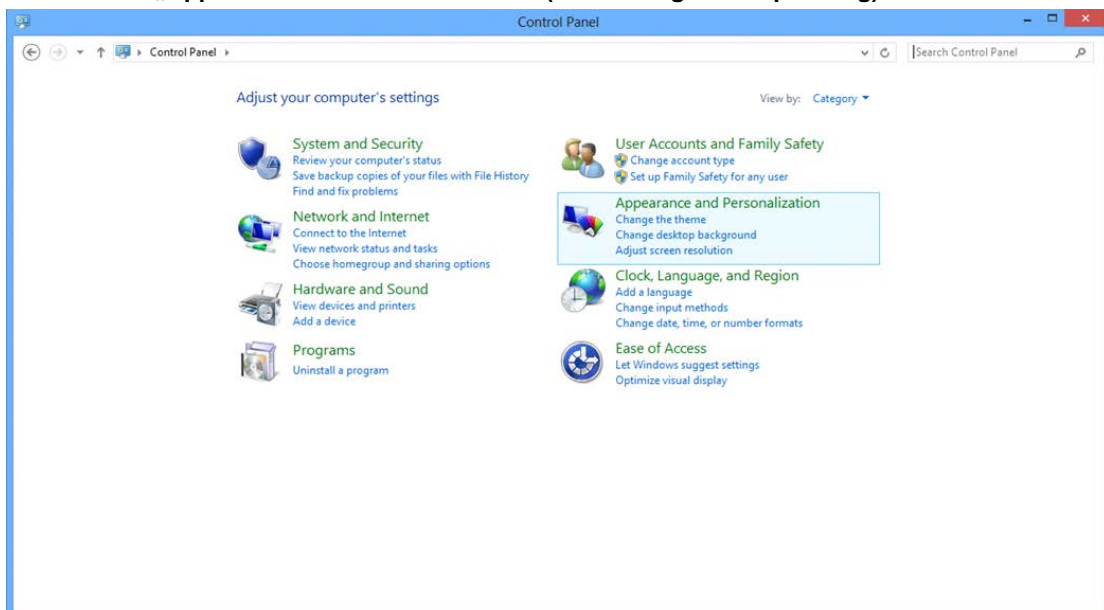 Control Panel
Control Panel
Search Control Panel
Adjust your computer's settings
View by: Category
System and Security
Review your computer's status
Save backup copies of your files with File History
Find and fix problems
Network and Internet
Connect to the Internet
View network status and tasks
Choose homegroup and sharing options
Hardware and Sound
View devices and printers
Add a device
Programs
Uninstall a program
User Accounts and Family Safety
Change account type
Set up Family Safety for any user
Appearance and Personalization
Change the theme
Change desktop background
Adjust screen resolution
Clock, Language, and Region
Add a language
Change input methods
Change date, time, or number formats
Ease of Access
Let Windows suggest settings
Optimize visual display